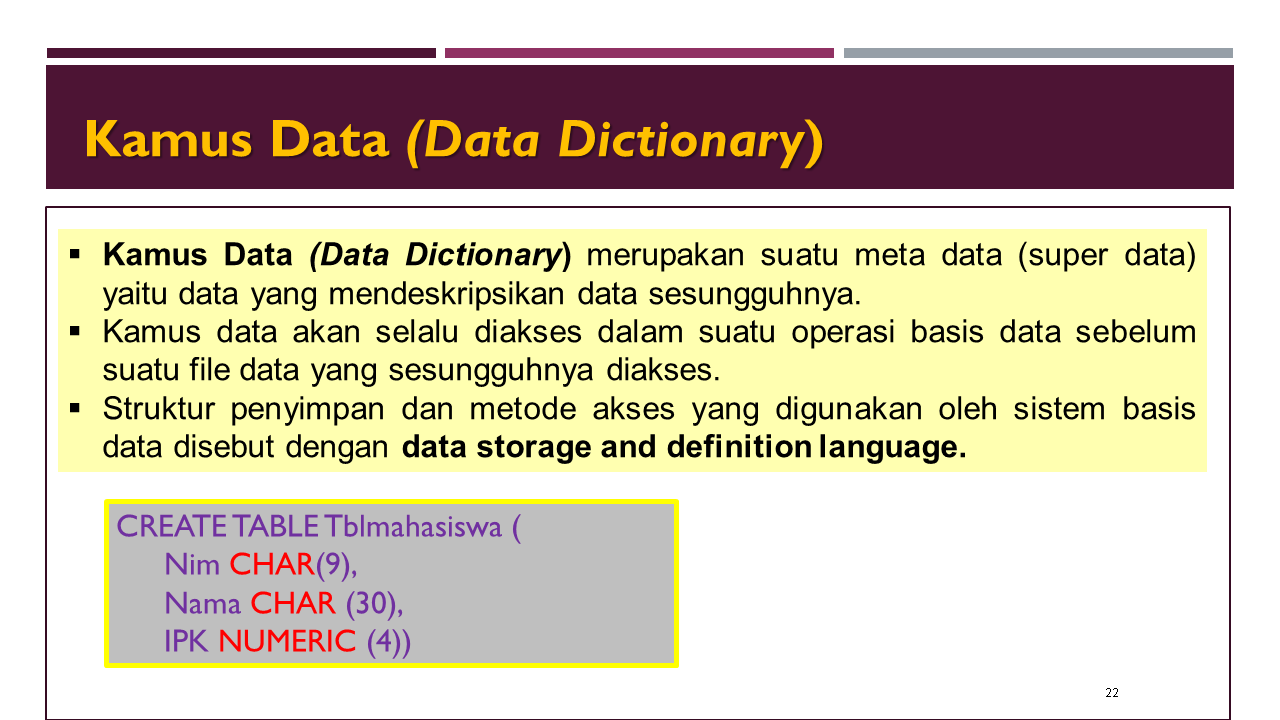 Kamus Data (Data Dictionary)
▪ Kamus Data (Data Dictionary) merupakan suatu meta data (super data)
yaitu data yang mendeskripsikan data sesungguhnya.
▪ Kamus data akan selalu diakses dalam suatu operasi basis data sebelum
suatu file data yang sesungguhnya diakses.
▪ Struktur penyimpan dan metode akses yang digunakan oleh sistem basis
data disebut dengan data storage and definition language.
CREATE TABLE Tblmahasiswa (
Nim CHAR(9),
Nama CHAR (30),
IPK NUMERIC (4))
22